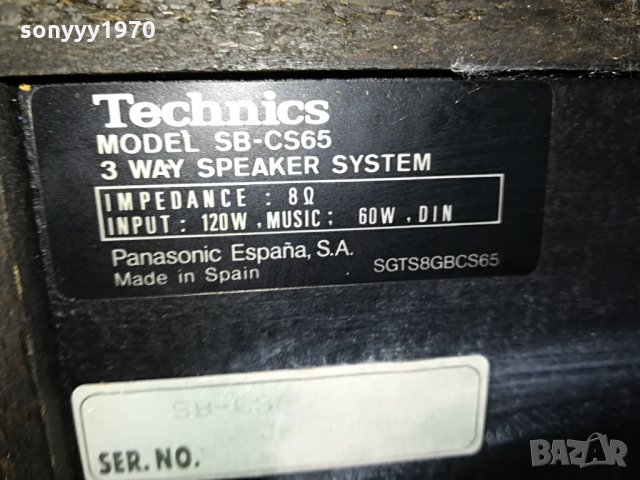 sonyyy1970
Technics
MODEL SB-CS65
3 WAY SPEAKER SYSTEM
IMPEDANCE : 8Ω
INPUT : 120W , MUSIC ; 60W , DIN
Panasonic España, S.A.
Made in Spain
SGTS8GBCS65
SER. NO.
BAZAR